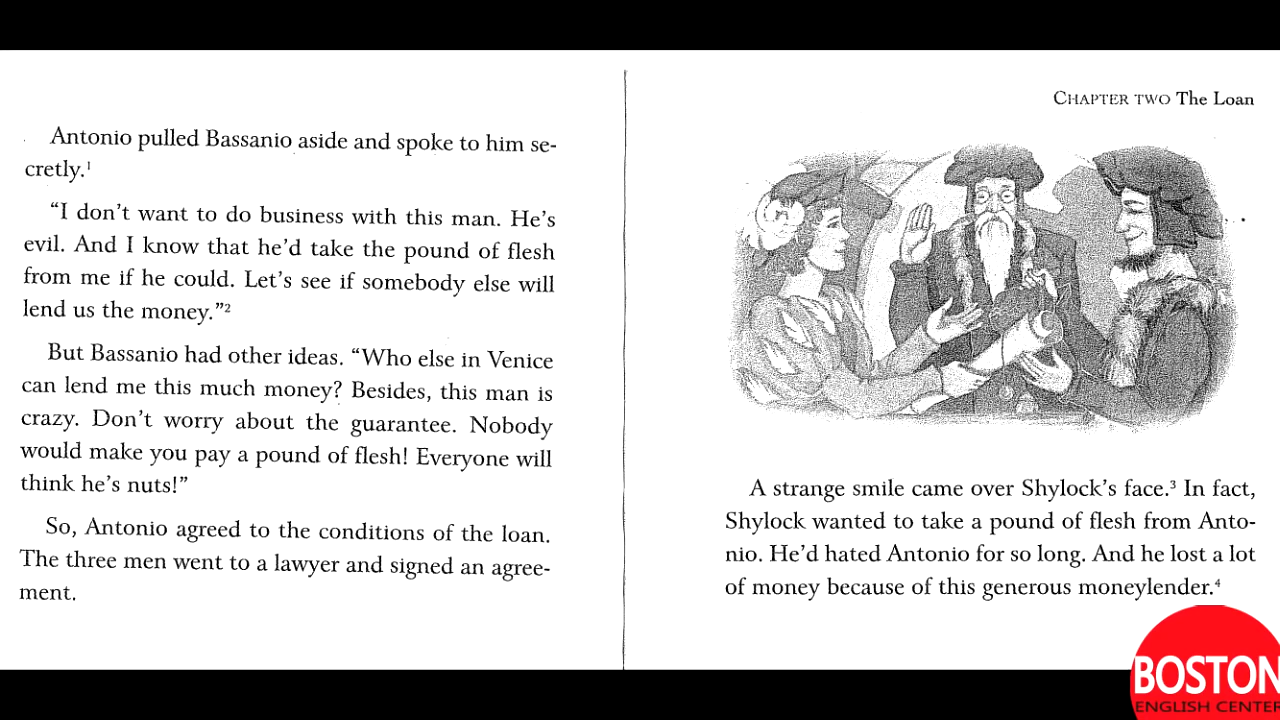 Antonio pulled Bassanio aside and spoke to him se-
cretly.¹
“I don’t want to do business with this man. He’s
evil. And I know that he’d take the pound of flesh
from me if he could. Let’s see if somebody else will
lend us the money.”²
But Bassanio had other ideas. “Who else in Venice
can lend me this much money? Besides, this man is
crazy. Don’t worry about the guarantee. Nobody
would make you pay a pound of flesh! Everyone will
think he’s nuts!”
So, Antonio agreed to the conditions of the loan.
The three men went to a lawyer and signed an agree-
ment.
CHAPTER TWO The Loan
A strange smile came over Shylock’s face.³ In fact,
Shylock wanted to take a pound of flesh from Anto-
nio. He’d hated Antonio for so long. And he lost a lot
of money because of this generous moneylender.⁴
BOSTON
ENGLISH CENTER